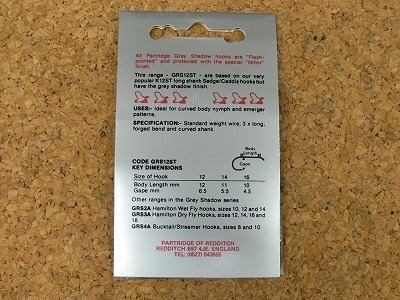 All Partridge Grey Shadow hooks are "Flash-
pointed" and protected with the special "Niflor"
finish.
This range - GRS12ST - are based on our very
popular K12ST long shank Sedge/Caddis hooks but
have the grey shadow finish.
USES:- Ideal for curved body nymph and emerger
patterns.
SPECIFICATION:- Standard weight wire; 3 x long;
forged bend and curved shank.
Body
Length
Gape
CODE GRS12ST
KEY DIMENSIONS
Size of Hook 12 14 16
Body Length mm 12 11 10
Gape mm 6.5 5.5 4.5
Other ranges in the Grey Shadow series
GRS2A Hamilton Wet Fly hooks, sizes 10, 12 and 14
GRS3A Hamilton Dry Fly Hooks, sizes 12, 14, 16 and
18
GRS4A Bucktail/Streamer Hooks, sizes 8 and 10
PARTRIDGE OF REDDITCH
REDDITCH B97 4JE, ENGLAND
TEL: (0527) 543555